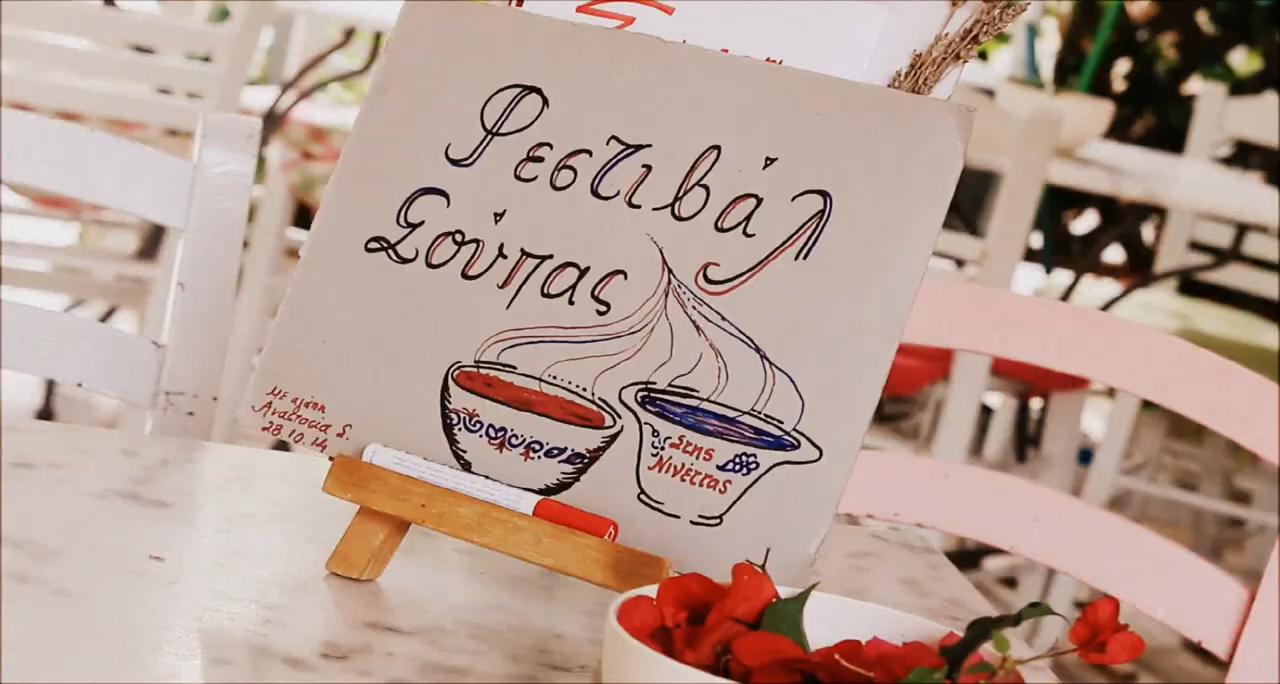 Φεστιβάλ
Σούπας
Με αγάπη
Αναστασία Σ.
28.10.14
Στης
Νινέττας